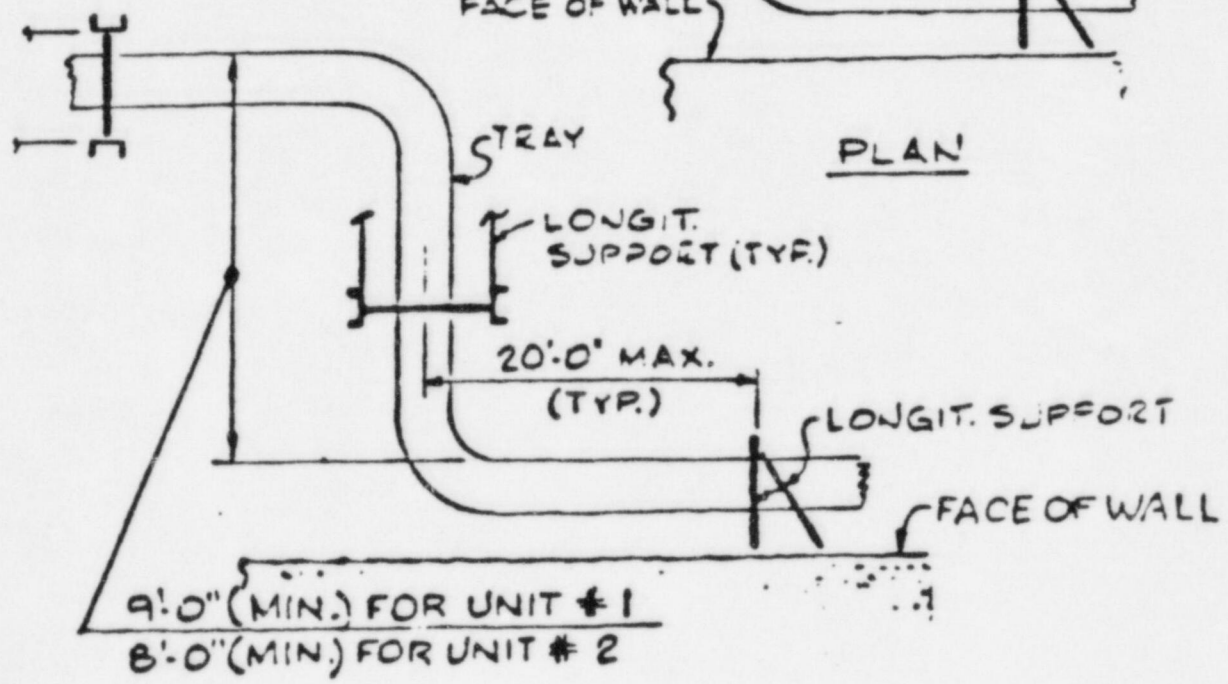 FACE OF WALL
PLAN
TRAY
LONGIT.
SUPPORT (TYP.)
20'-0" MAX.
(TYP.)
LONGIT. SUPPORT
FACE OF WALL
9'-0" (MIN.) FOR UNIT # 1
8'-0" (MIN.) FOR UNIT # 2